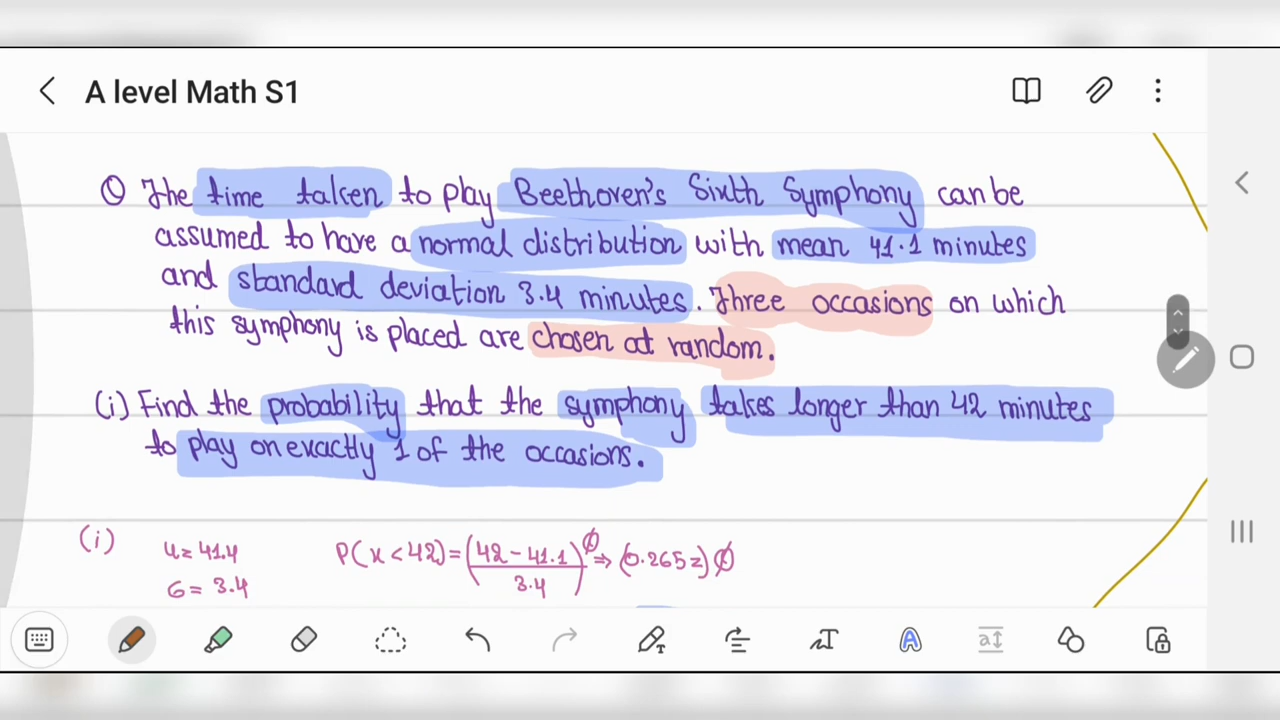 A level Math S1
Q The time taken to play Beethoven's Sixth Symphony can be
assumed to have a normal distribution with mean 41.1 minutes
and standard deviation 3.4 minutes. Three occasions on which
this symphony is placed are chosen at random.
(i) Find the probability that the symphony takes longer than 42 minutes
to play on exactly 1 of the occasions.
(i)
μ= 41.4
P(x<42)=(42-41.1/3.4)Φ⇒(0.265z)Φ
σ= 3.4